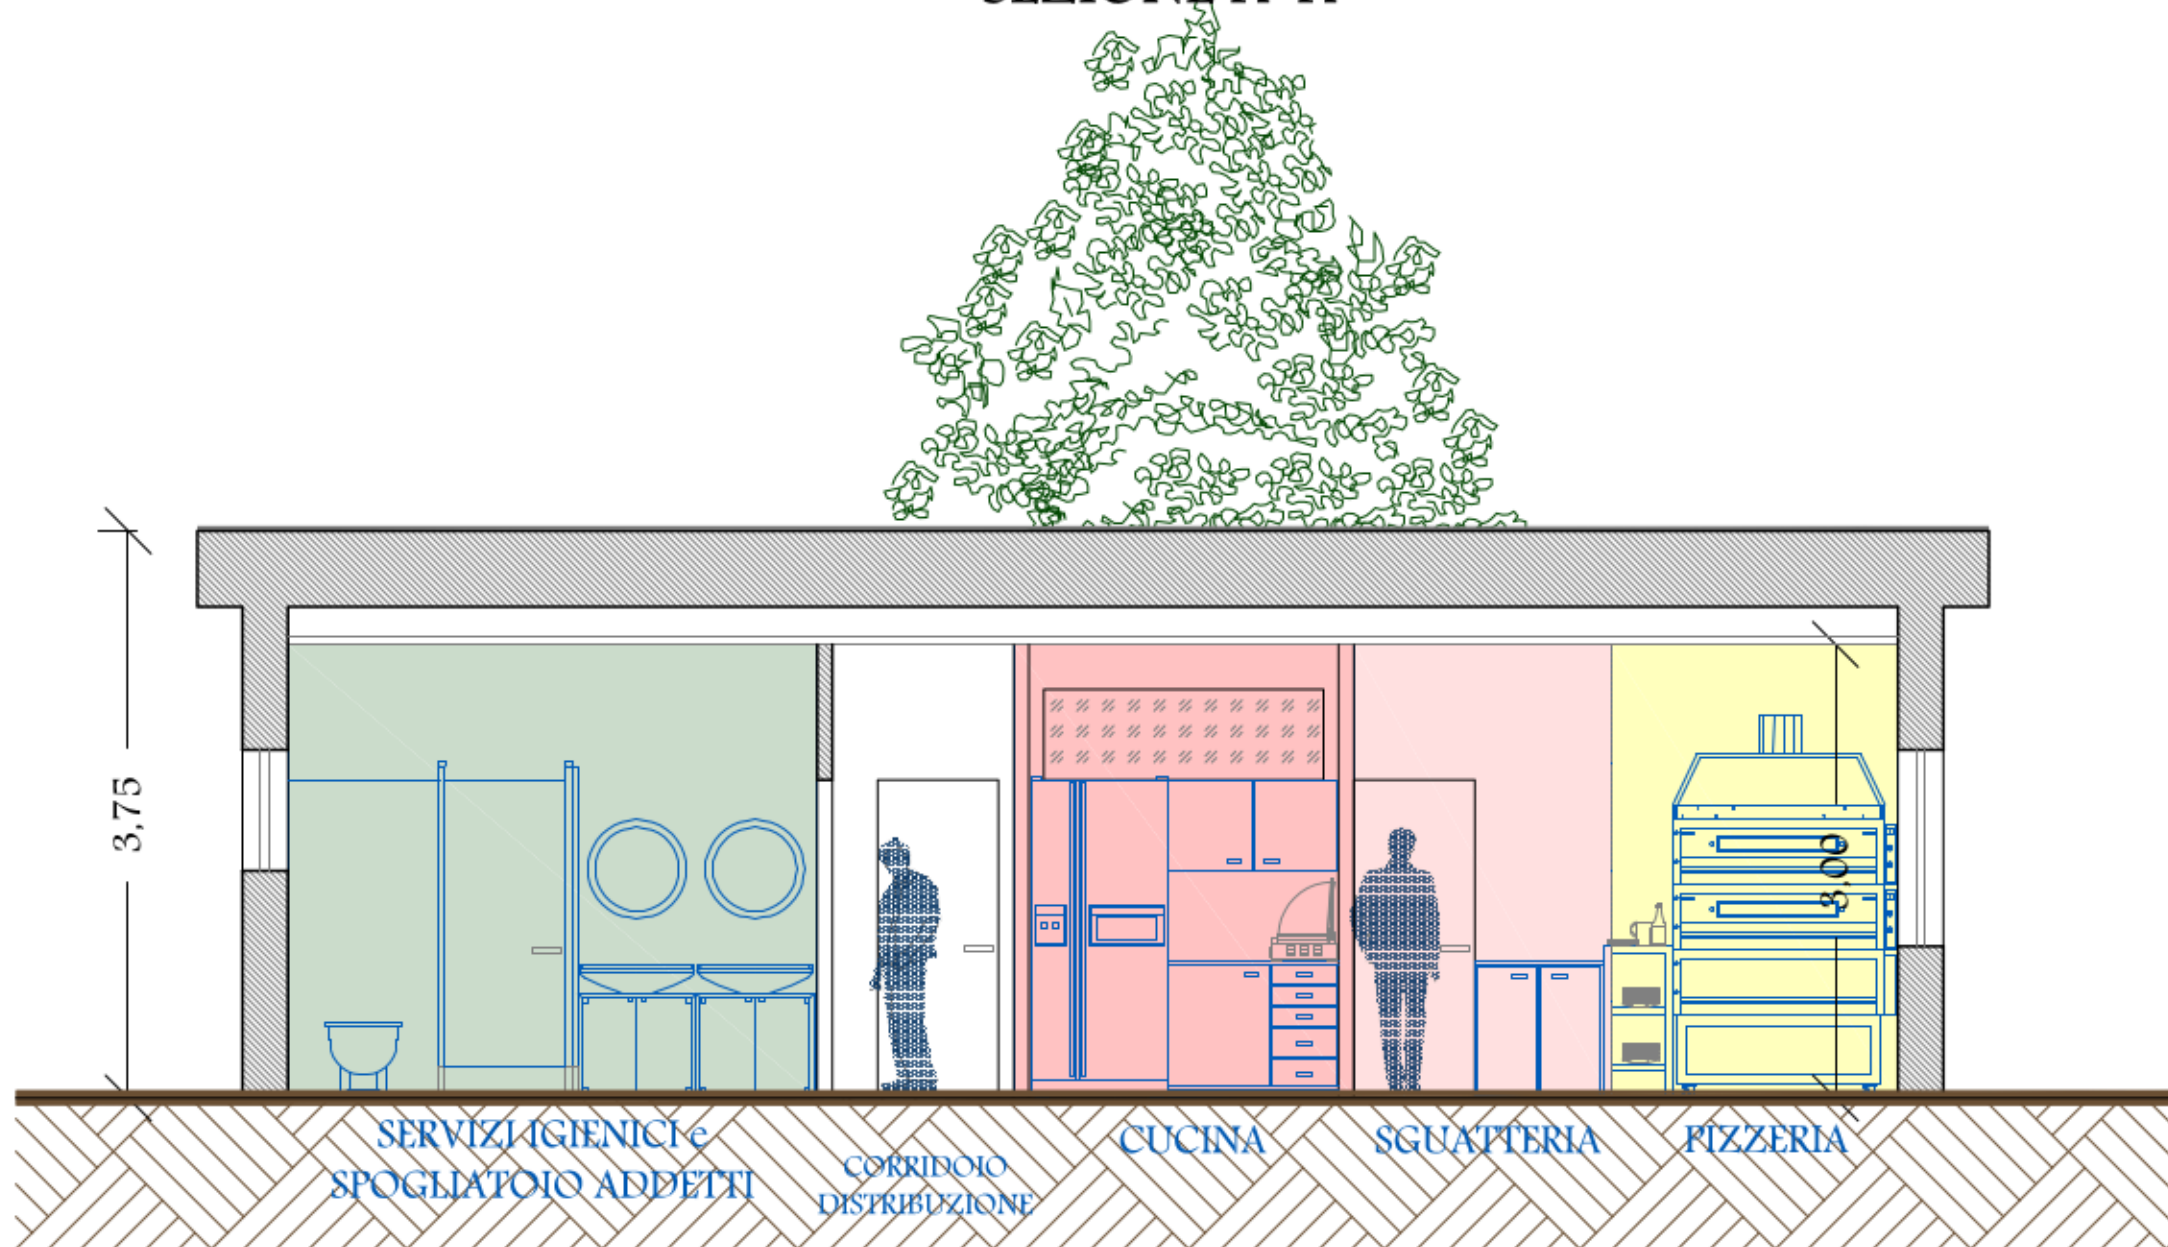 3,75
3,00
SERVIZI IGIENICI e
SPOGLIATOIO ADDETTI
CORRIDOIO
DISTRIBUZIONE
CUCINA
SGUATTERIA
PIZZERIA